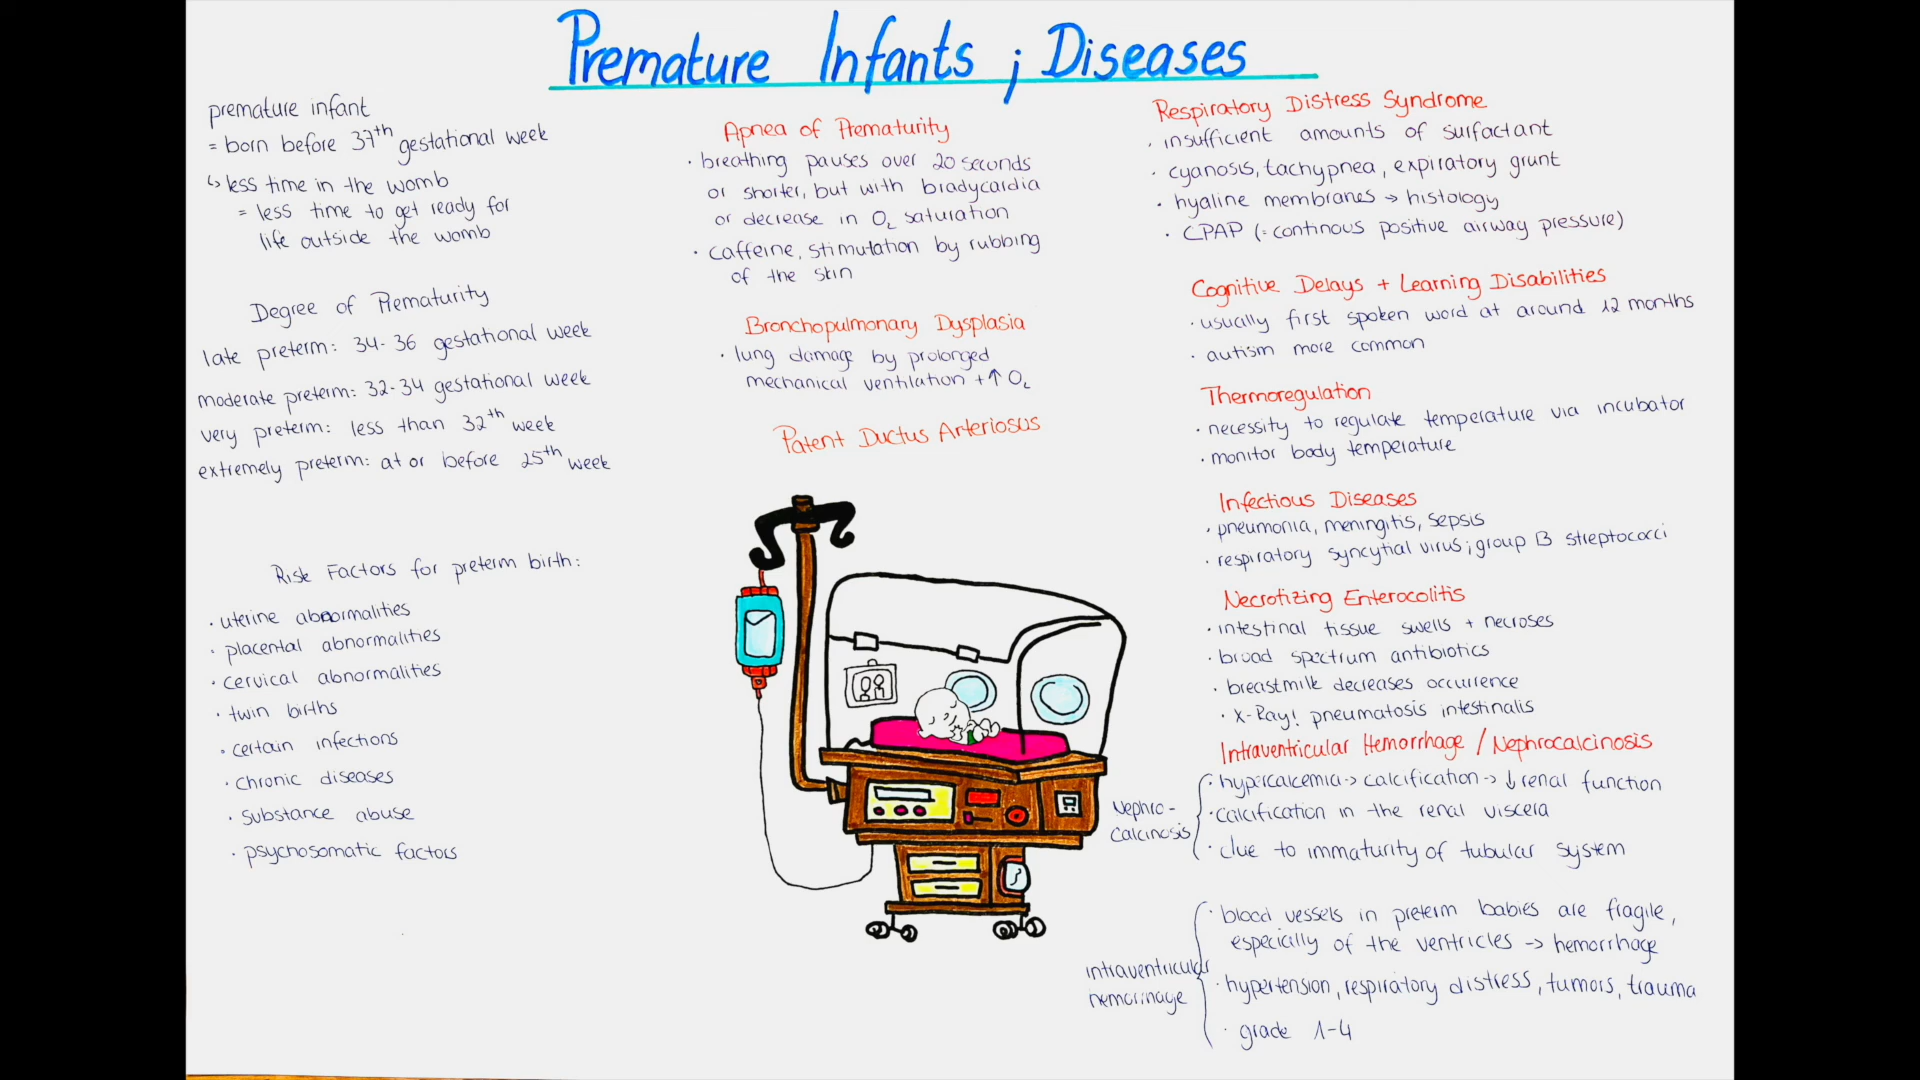 Premature Infants ; Diseases
premature infant
= born before 37th gestational week
↳ less time in the womb
= less time to get ready for
life outside the womb
Degree of Prematurity
late preterm: 34-36 gestational week
moderate preterm: 32-34 gestational week
very preterm: less than 32th week
extremely preterm: at or before 25th week
Risk Factors for preterm birth:
· uterine abnormalities
· placental abnormalities
· cervical abnormalities
· twin births
· certain infections
· chronic diseases
· substance abuse
· psychosomatic factors
Apnea of Prematurity
· breathing pauses over 20 seconds
or shorter, but with bradycardia
or decrease in O₂ saturation
· caffeine, stimulation by rubbing
of the skin
Bronchopulmonary Dysplasia
· lung damage by prolonged
mechanical ventilation + ↑ O₂
Patent Ductus Arteriosus
Respiratory Distress Syndrome
· insufficient amounts of surfactant
· cyanosis, tachypnea, expiratory grunt
· hyaline membranes → histology
· CPAP (= continous positive airway pressure)
Cognitive Delays + Learning Disabilities
· usually first spoken word at around 12 months
· autism more common
Thermoregulation
· necessity to regulate temperature via incubator
· monitor body temperature
Infectious Diseases
· pneumonia, meningitis, sepsis
· respiratory syncytial virus; group B streptococci
Necrotizing Enterocolitis
· intestinal tissue swells + necroses
· broad spectrum antibiotics
· breastmilk decreases occurrence
· X-Ray! pneumatosis intestinalis
Intraventricular Hemorrhage / Nephrocalcinosis
Nephro-
calcinosis
· hypercalcemia → calcification → ↓ renal function
· calcification in the renal viscera
· due to immaturity of tubular system
intraventricular
hemorrhage
· blood vessels in preterm babies are fragile,
especially of the ventricles → hemorrhage
· hypertension, respiratory distress, tumors, trauma
· grade 1-4